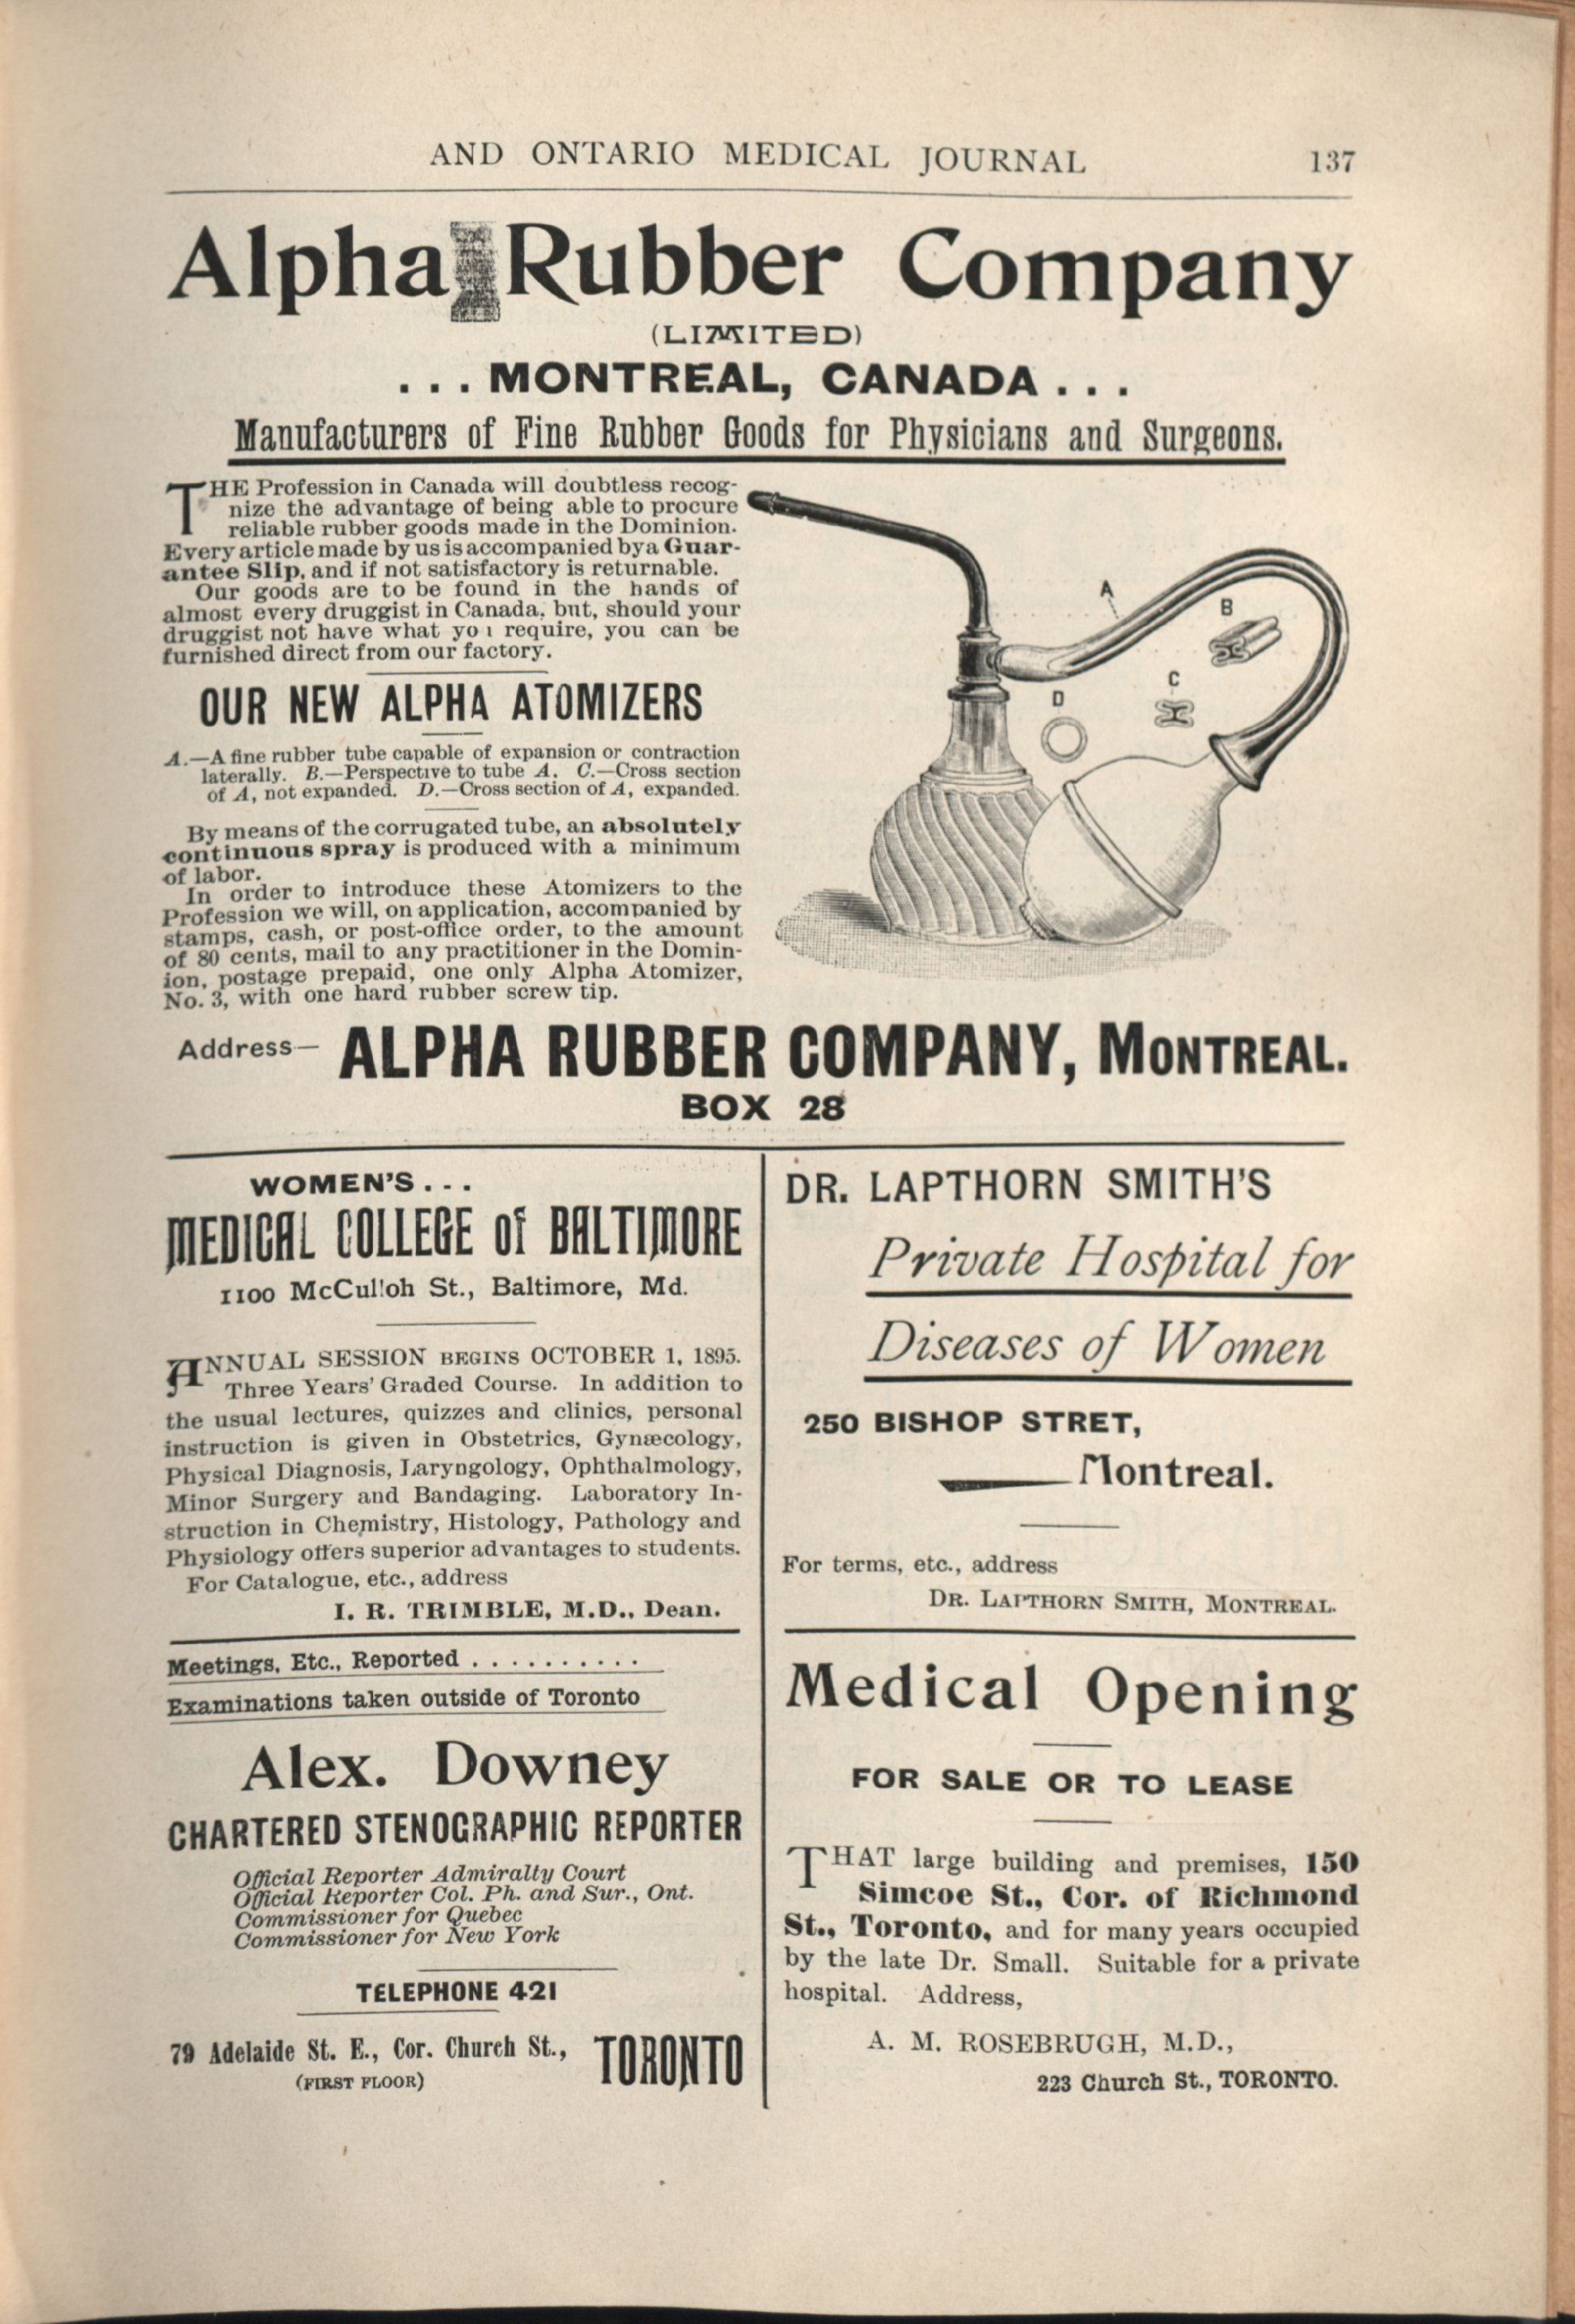 AND ONTARIO MEDICAL JOURNAL 137
Alpha Rubber Company
(LIMITED)
. . . MONTREAL, CANADA . . .
Manufacturers of Fine Rubber Goods for Physicians and Surgeons.
THE Profession in Canada will doubtless recog-
nize the advantage of being able to procure
reliable rubber goods made in the Dominion.
Every article made by us is accompanied by a Guar-
antee Slip, and if not satisfactory is returnable.
Our goods are to be found in the hands of
almost every druggist in Canada, but, should your
druggist not have what yo ı require, you can be
furnished direct from our factory.
OUR NEW ALPHA ATOMIZERS
A.—A fine rubber tube capable of expansion or contraction
laterally. B.—Perspective to tube A. C.—Cross section
of A, not expanded. D.—Cross section of A, expanded.
By means of the corrugated tube, an absolutely
continuous spray is produced with a minimum
of labor.
In order to introduce these Atomizers to the
Profession we will, on application, accompanied by
stamps, cash, or post-office order, to the amount
of 80 cents, mail to any practitioner in the Domin-
ion, postage prepaid, one only Alpha Atomizer,
No. 3, with one hard rubber screw tip.
A
B
C
D
Address— ALPHA RUBBER COMPANY, MONTREAL.
BOX 28
WOMEN'S . . .
MEDICAL COLLEGE of BALTIMORE
1100 McCulloh St., Baltimore, Md.
ANNUAL SESSION BEGINS OCTOBER 1, 1895.
Three Years' Graded Course. In addition to
the usual lectures, quizzes and clinics, personal
instruction is given in Obstetrics, Gynæcology,
Physical Diagnosis, Laryngology, Ophthalmology,
Minor Surgery and Bandaging. Laboratory In-
struction in Chemistry, Histology, Pathology and
Physiology offers superior advantages to students.
For Catalogue, etc., address
I. R. TRIMBLE, M.D., Dean.
Meetings, Etc., Reported . . . . . . . . . .
Examinations taken outside of Toronto
Alex. Downey
CHARTERED STENOGRAPHIC REPORTER
Official Reporter Admiralty Court
Official Reporter Col. Ph. and Sur., Ont.
Commissioner for Quebec
Commissioner for New York
TELEPHONE 421
79 Adelaide St. E., Cor. Church St., TORONTO
(FIRST FLOOR)
DR. LAPTHORN SMITH'S
Private Hospital for
Diseases of Women
250 BISHOP STRET,
Montreal.
For terms, etc., address
DR. LAPTHORN SMITH, MONTREAL.
Medical Opening
FOR SALE OR TO LEASE
THAT large building and premises, 150
Simcoe St., Cor. of Richmond
St., Toronto, and for many years occupied
by the late Dr. Small. Suitable for a private
hospital. Address,
A. M. ROSEBRUGH, M.D.,
223 Church St., TORONTO.